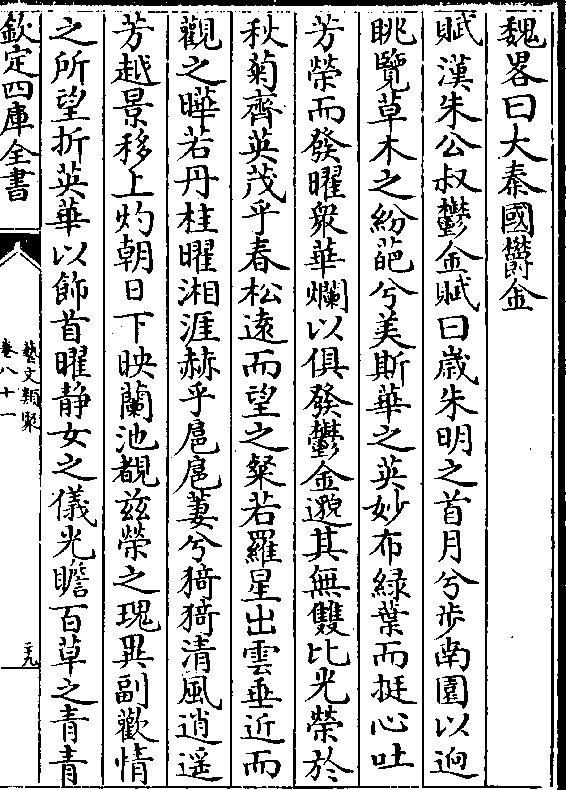 魏畧曰大秦國欝金
賦漢朱公叔鬱金賦曰歳朱明之首月兮步南園以迥
眺覽草木之紛葩兮美斯華之英妙布緑葉而挺心吐
芳榮而發曜衆華爛以俱發鬱金邈其無雙比光榮於
秋菊齊英茂乎春松逺而望之粲若羅星出雲垂近而
觀之曄若丹桂曜湘涯赫乎扈扈萋兮猗猗清風逍遥
芳越景移上灼朝日下映蘭池覩兹榮之瑰異副歡情
之所望折英華以飾首曜静女之儀光瞻百草之青青
欽定四庫全書
藝文類聚
卷八十一
三九